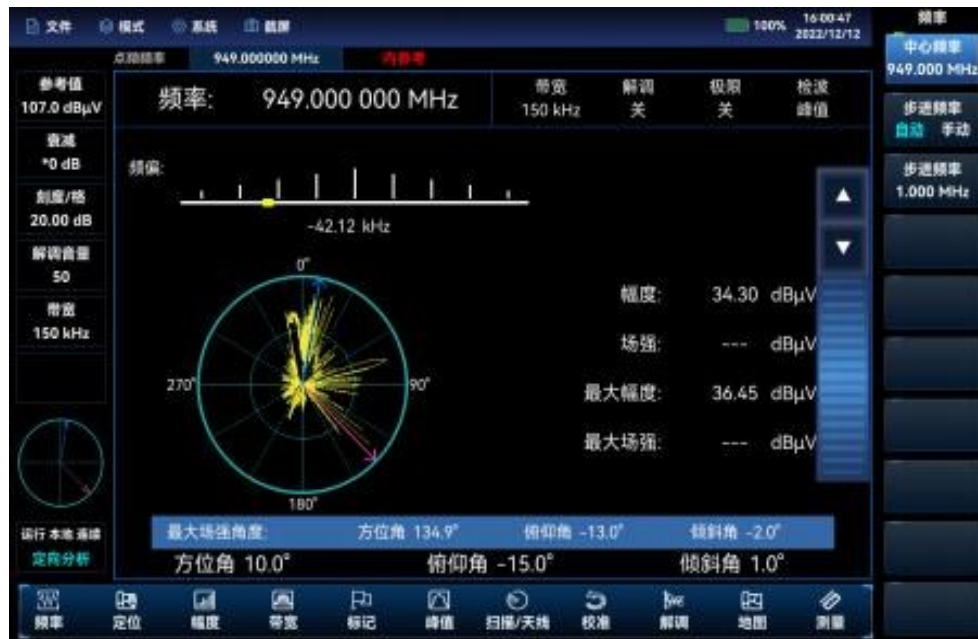 文件 模式 系统 截屏 100% 16:00:47 2022/12/12
点频频率 949.000000 MHz 内参考
参考值
107.0 dBμV
衰减
*0 dB
刻度/格
20.00 dB
解调音量
50
带宽
150 kHz
运行 本地 连续
定向分析
频率: 949.000 000 MHz
带宽 解调 极限 检波
150 kHz 关 关 峰值
频偏:
-42.12 kHz
0°
270° 90°
180°
幅度: 34.30 dBμV
场强: --- dBμV
最大幅度: 36.45 dBμV
最大场强: --- dBμV
最大场强角度: 方位角 134.9° 俯仰角 -13.0° 倾斜角 -2.0°
方位角 10.0° 俯仰角 -15.0° 倾斜角 1.0°
频率
中心频率
949.000 MHz
步进频率
自动 手动
步进频率
1.000 MHz
频率 定位 幅度 带宽 标记 峰值 扫描/天线 校准 解调 地图 测量